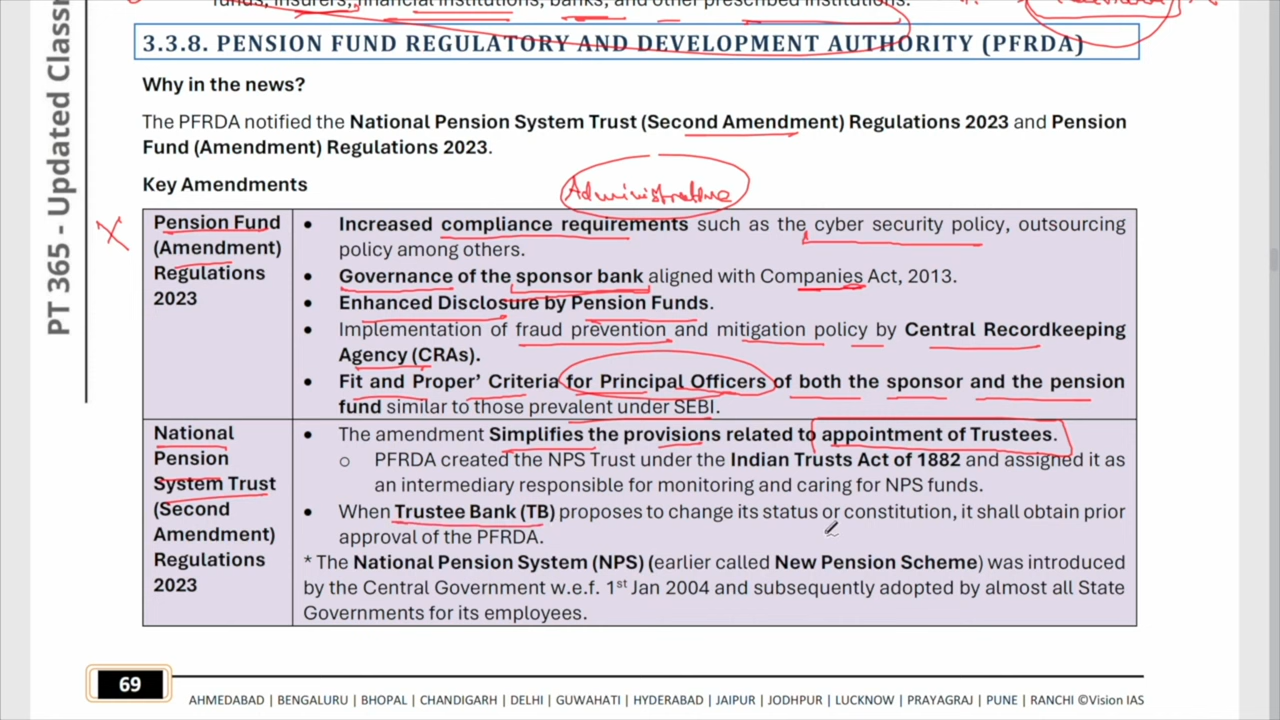 funds, insurers, financial institutions, banks, and other prescribed institutions.
3.3.8. PENSION FUND REGULATORY AND DEVELOPMENT AUTHORITY (PFRDA)
Why in the news?
The PFRDA notified the National Pension System Trust (Second Amendment) Regulations 2023 and Pension
Fund (Amendment) Regulations 2023.
Key Amendments
Administrative
Pension Fund
(Amendment)
Regulations
2023
• Increased compliance requirements such as the cyber security policy, outsourcing
policy among others.
• Governance of the sponsor bank aligned with Companies Act, 2013.
• Enhanced Disclosure by Pension Funds.
• Implementation of fraud prevention and mitigation policy by Central Recordkeeping
Agency (CRAs).
• Fit and Proper' Criteria for Principal Officers of both the sponsor and the pension
fund similar to those prevalent under SEBI.
National
Pension
System Trust
(Second
Amendment)
Regulations
2023
• The amendment Simplifies the provisions related to appointment of Trustees.
o PFRDA created the NPS Trust under the Indian Trusts Act of 1882 and assigned it as
an intermediary responsible for monitoring and caring for NPS funds.
• When Trustee Bank (TB) proposes to change its status or constitution, it shall obtain prior
approval of the PFRDA.
* The National Pension System (NPS) (earlier called New Pension Scheme) was introduced
by the Central Government w.e.f. 1st Jan 2004 and subsequently adopted by almost all State
Governments for its employees.
PT 365 - Updated Classr
69
AHMEDABAD | BENGALURU | BHOPAL | CHANDIGARH | DELHI | GUWAHATI | HYDERABAD | JAIPUR | JODHPUR | LUCKNOW | PRAYAGRAJ | PUNE | RANCHI ©Vision IAS